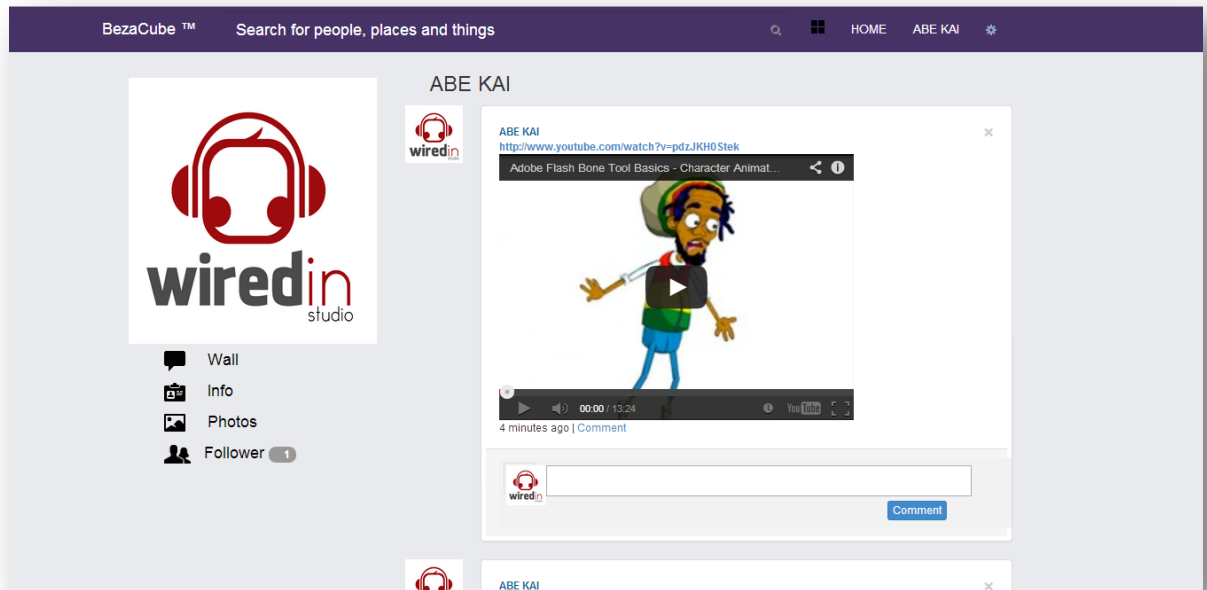 BezaCube ™ Search for people, places and things HOME ABE KAI
wiredin
studio
Wall
Info
Photos
Follower 1
ABE KAI
wiredin
studio
ABE KAI ×
http://www.youtube.com/watch?v=pdzJKH0Stek
Adobe Flash Bone Tool Basics - Character Animat...
00:00 / 13:24 YouTube
4 minutes ago | Comment
wiredin
Comment
ABE KAI ×